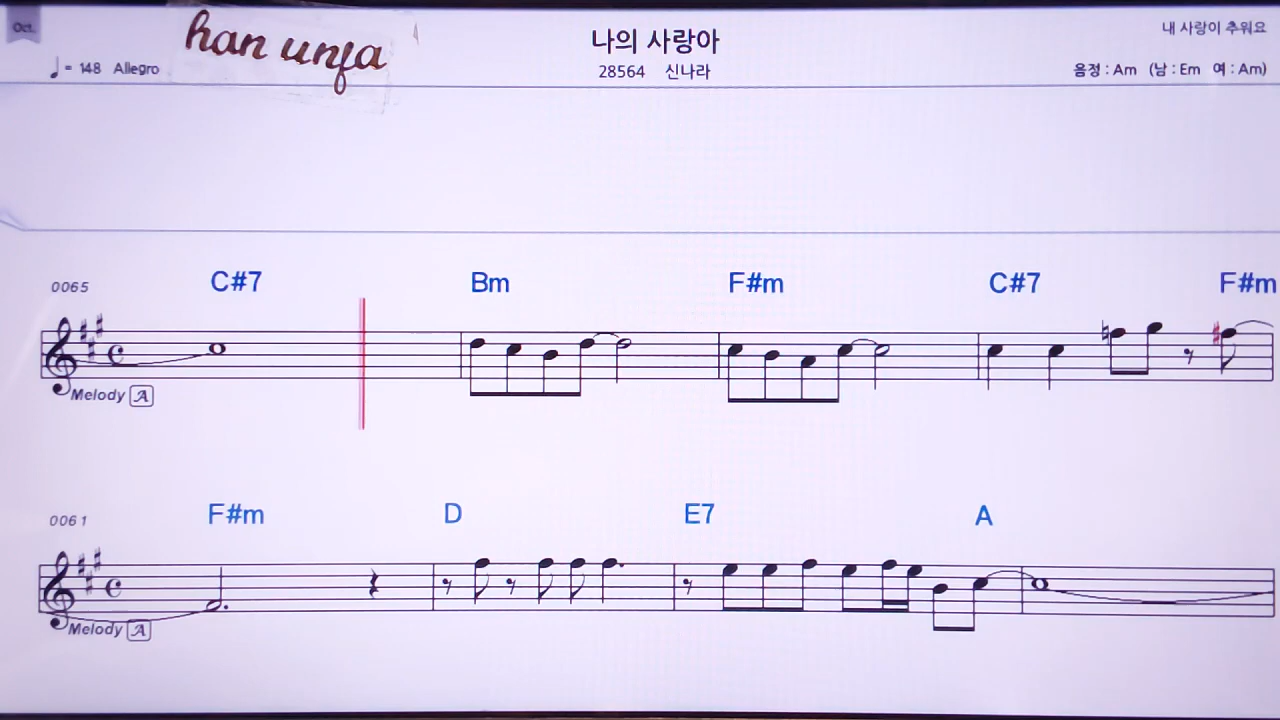 Oct.
han unfa
나의 사랑아
내 사랑이 추워요
♩= 148 Allegro
28564 신나라
음정 : Am (남 : Em 여 : Am)
C#7 Bm F#m C#7 F#m
0065
Melody A
F#m D E7 A
0061
Melody A